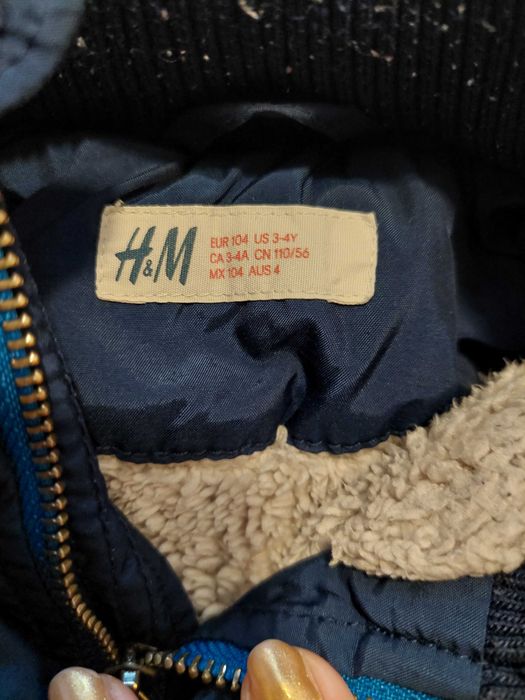 H&M
EUR 104 US 3-4Y
CA 3-4A CN 110/56
MX 104 AUS 4